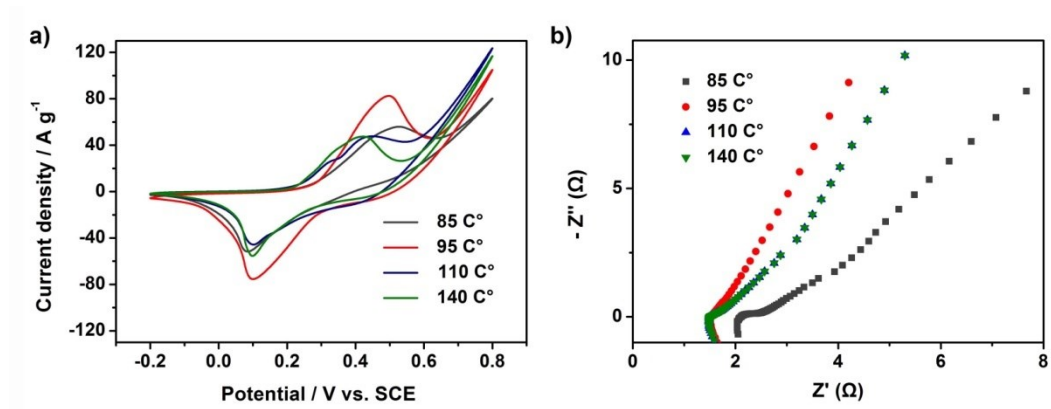 a)
120
80
40
0
-40
-80
-120
Current density / A g⁻¹
85 C°
95 C°
110 C°
140 C°
-0.2
0.0
0.2
0.4
0.6
0.8
Potential / V vs. SCE
b)
10
5
0
- Z'' (Ω)
85 C°
95 C°
110 C°
140 C°
0
2
4
6
8
Z' (Ω)